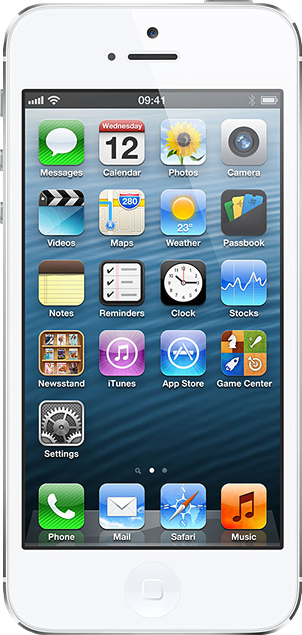 09:41
Wednesday
12
280
23°
Messages Calendar Photos Camera
Videos Maps Weather Passbook
Notes Reminders Clock Stocks
Newsstand iTunes App Store Game Center
Settings
Phone Mail Safari Music